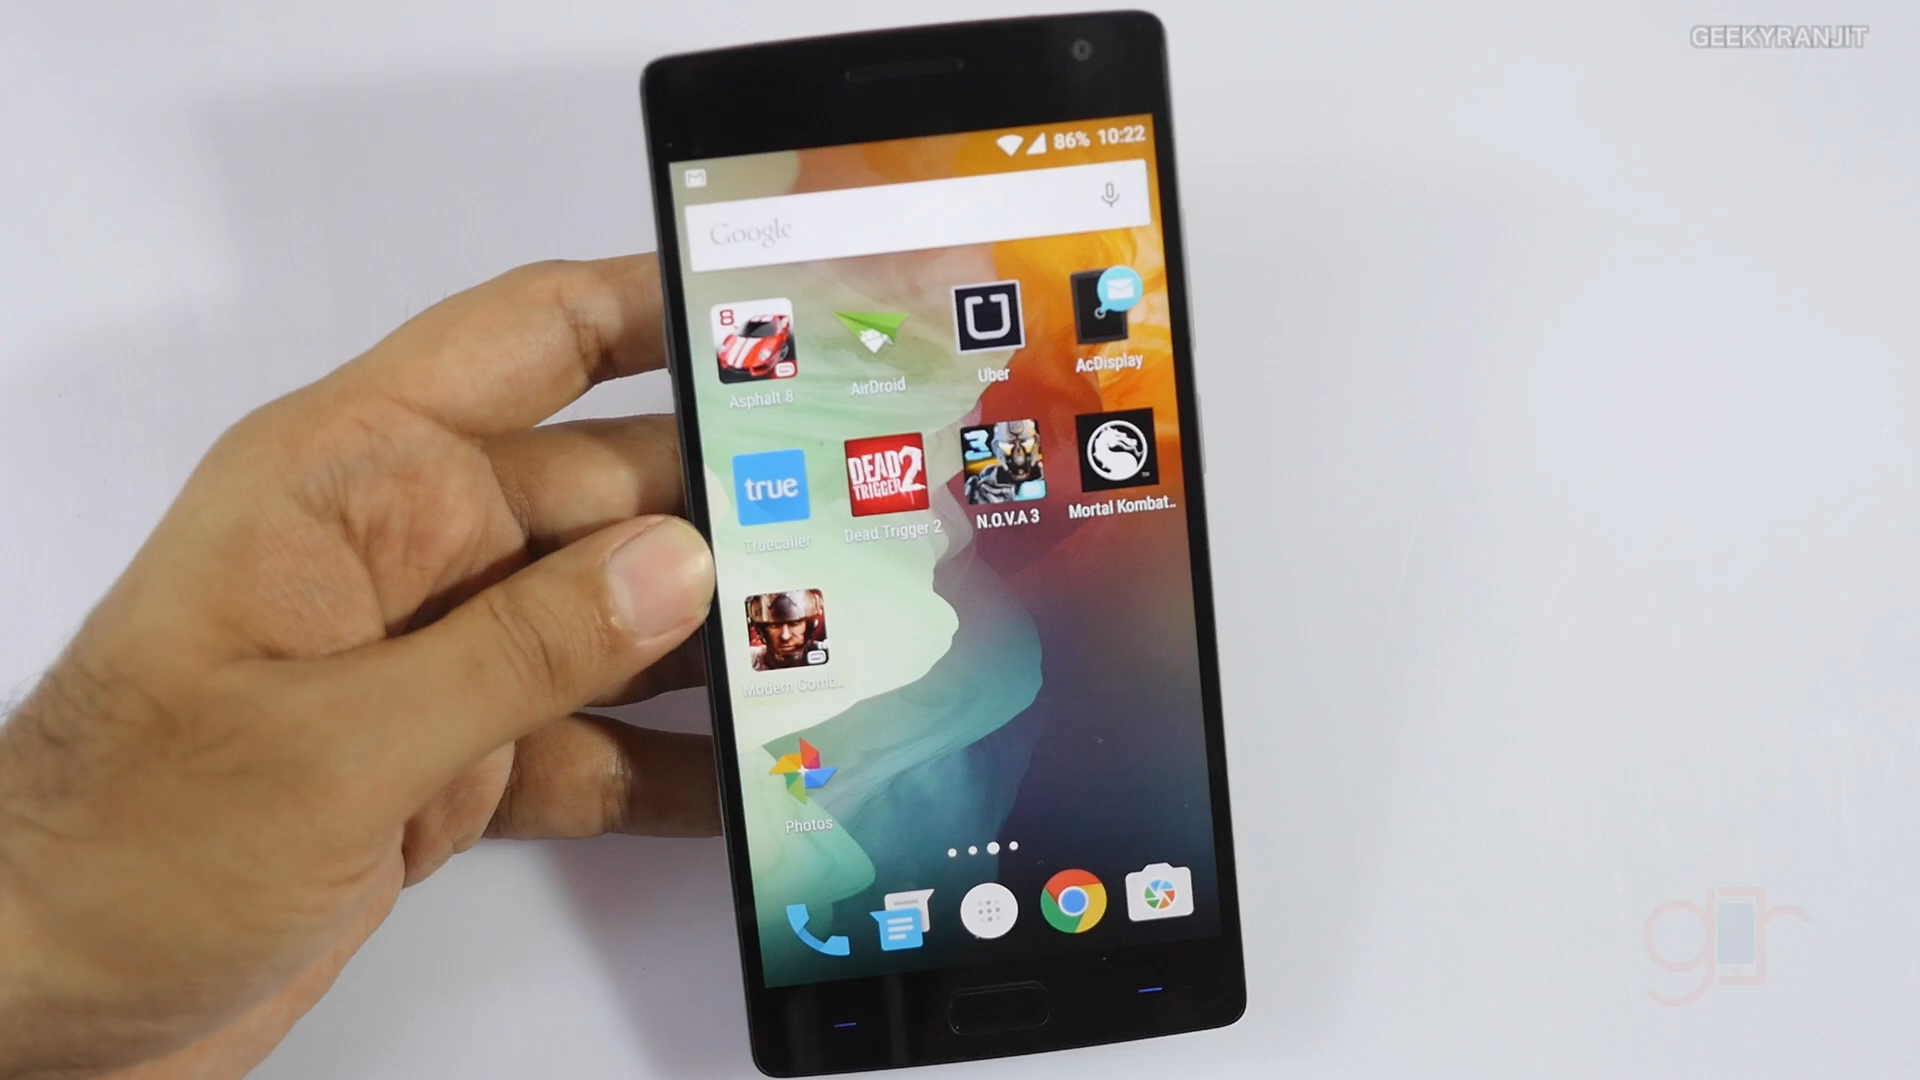 GEEKYRANJIT
86% 10:22
Google
8
Asphalt 8
AirDroid
Uber
AcDisplay
true
Truecaller
DEAD TRIGGER 2
Dead Trigger 2
3
N.O.V.A 3
Mortal Kombat..
Modern Comb..
Photos
gr